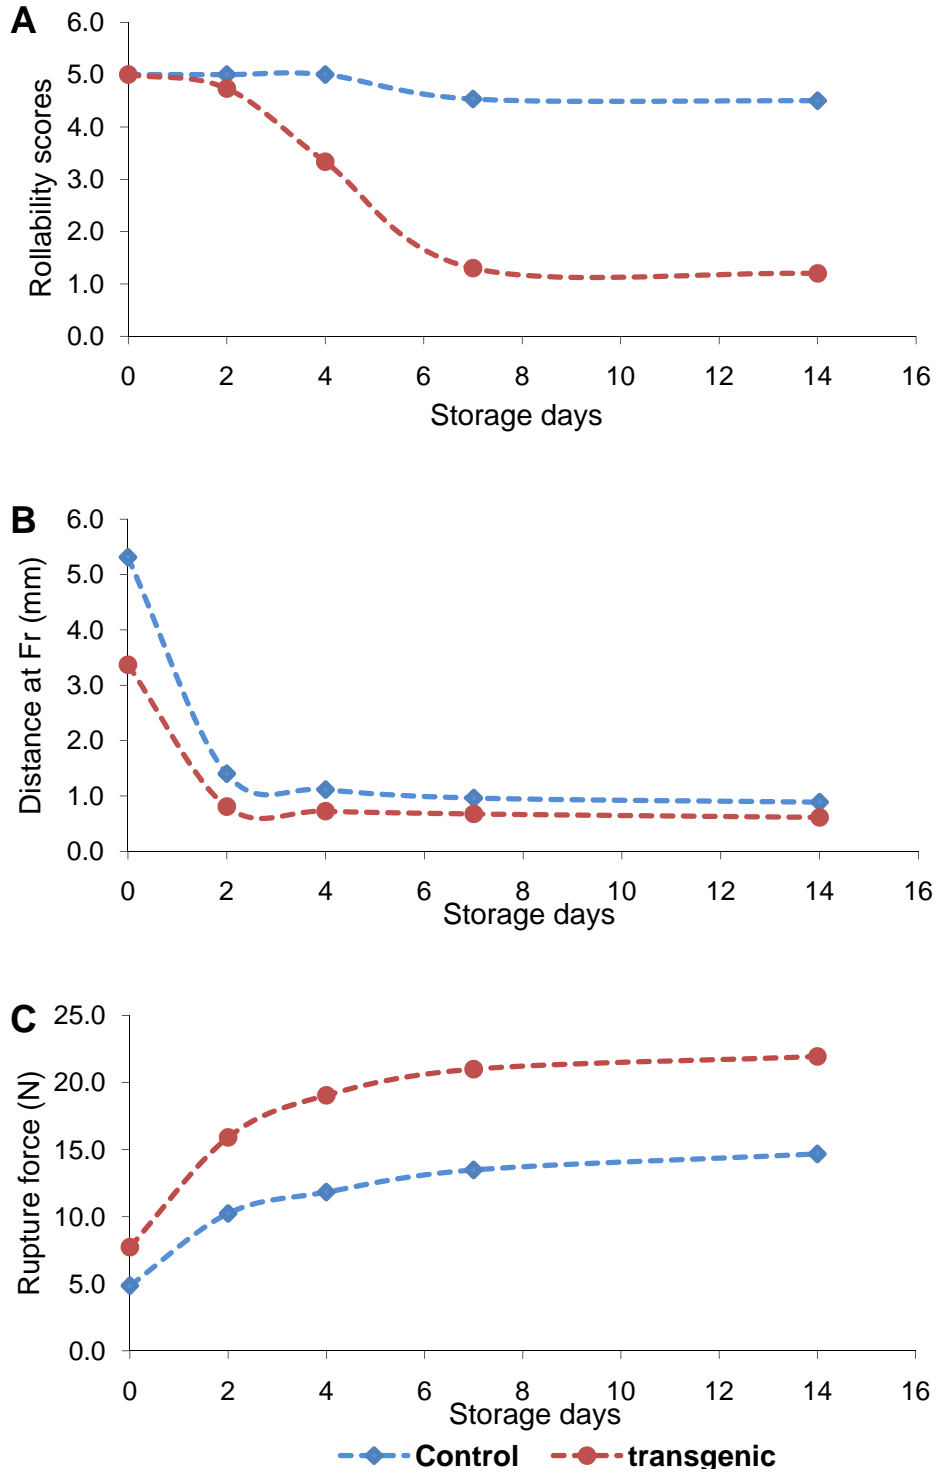 A
6.0
5.0
4.0
3.0
2.0
1.0
0.0
Rollability scores
0 2 4 6 8 10 12 14 16
Storage days
B
6.0
5.0
4.0
3.0
2.0
1.0
0.0
Distance at Fr (mm)
0 2 4 6 8 10 12 14 16
Storage days
C
25.0
20.0
15.0
10.0
5.0
0.0
Rupture force (N)
0 2 4 6 8 10 12 14 16
Storage days
Control transgenic